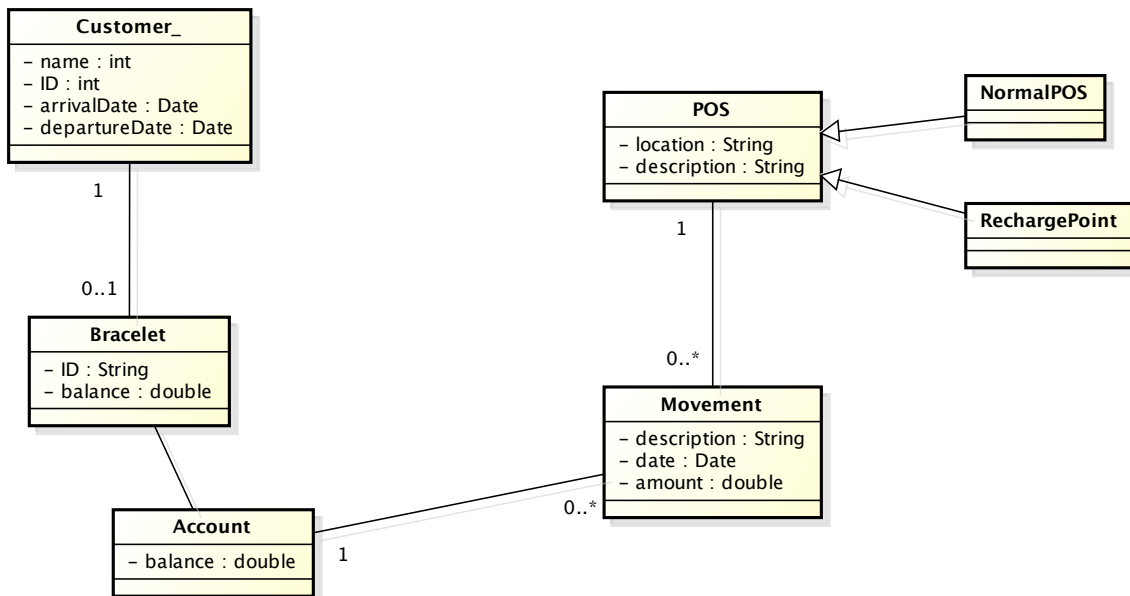 Customer_
- name : int
- ID : int
- arrivalDate : Date
- departureDate : Date
1
0..1
Bracelet
- ID : String
- balance : double
Account
- balance : double
1
0..*
Movement
- description : String
- date : Date
- amount : double
0..*
1
POS
- location : String
- description : String
NormalPOS
RechargePoint